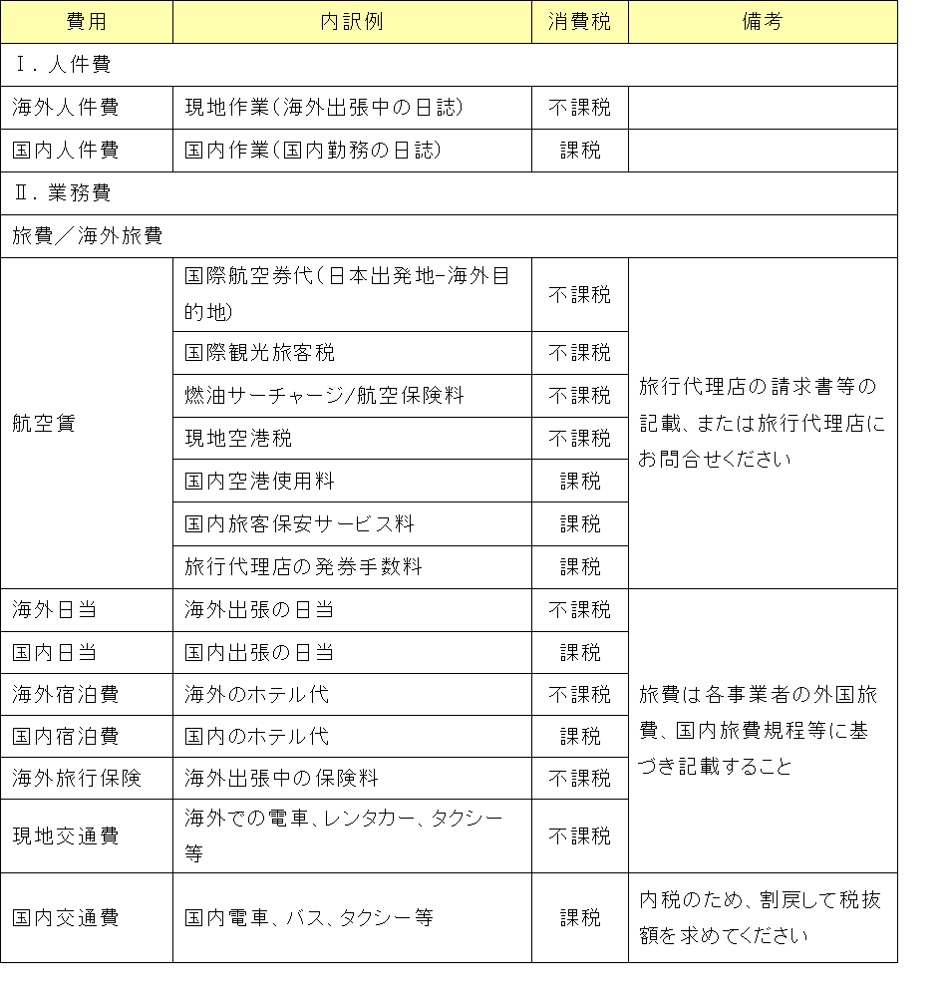 費用 内訳例 消費税 備考
Ⅰ. 人件費
海外人件費 現地作業(海外出張中の日誌) 不課税
国内人件費 国内作業(国内勤務の日誌) 課税
Ⅱ. 業務費
旅費／海外旅費
航空賃
国際航空券代(日本出発地-海外目
的地)
不課税
国際観光旅客税 不課税
燃油サーチャージ/航空保険料 不課税
現地空港税 不課税
国内空港使用料 課税
国内旅客保安サービス料 課税
旅行代理店の発券手数料 課税
旅行代理店の請求書等の
記載、または旅行代理店に
お問合せください
海外日当 海外出張の日当 不課税
国内日当 国内出張の日当 課税
海外宿泊費 海外のホテル代 不課税
国内宿泊費 国内のホテル代 課税
海外旅行保険 海外出張中の保険料 不課税
現地交通費
海外での電車、レンタカー、タクシー
等
不課税
旅費は各事業者の外国旅
費、国内旅費規程等に基
づき記載すること
国内交通費 国内電車、バス、タクシー等 課税
内税のため、割戻して税抜
額を求めてください